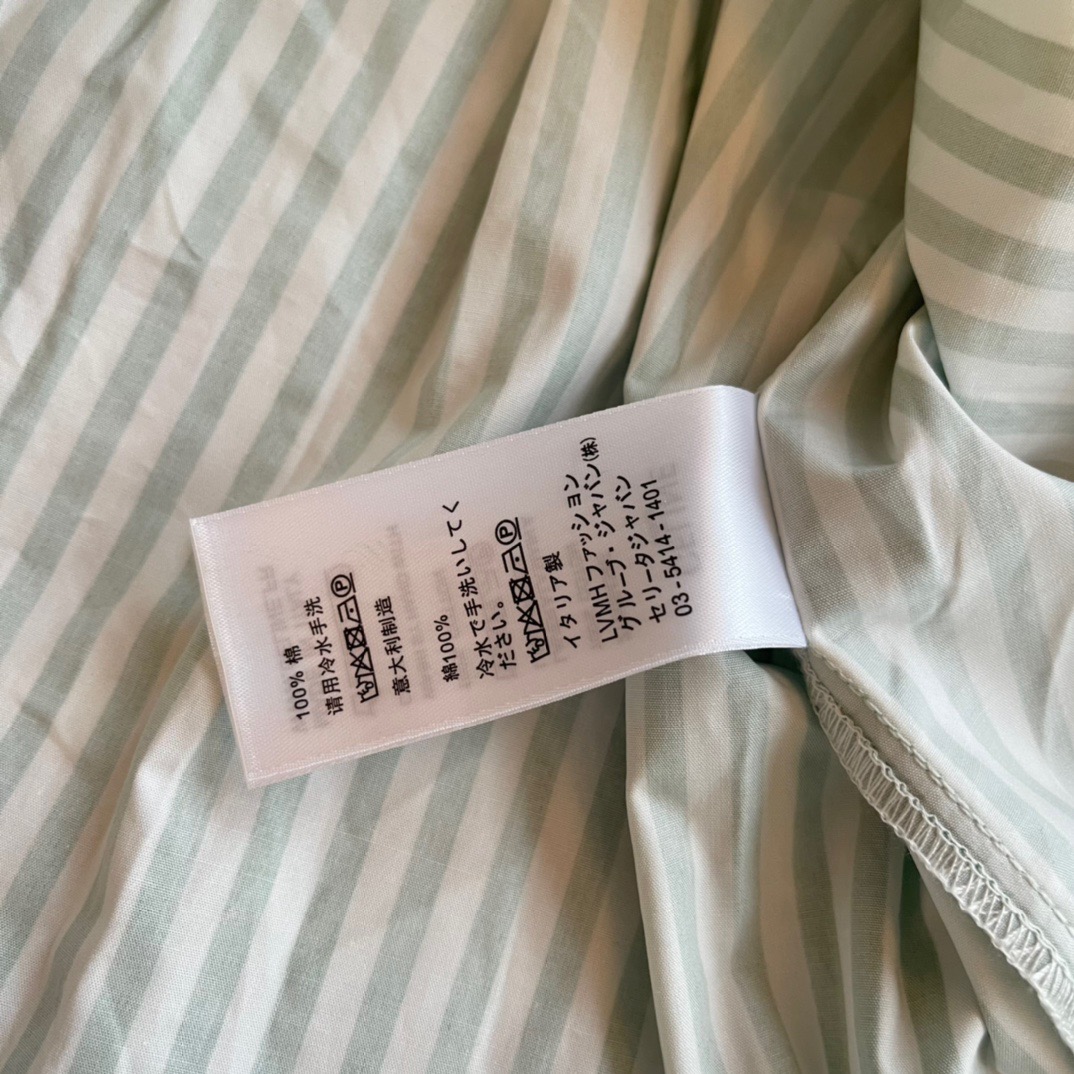 100% 棉
请用冷水手洗
意大利制造
綿100%
冷水で手洗いしてく
ださい。
イタリア製
LVMHファッション
グループ・ジャパン(株)
セリータジャパン
03-5414-1401